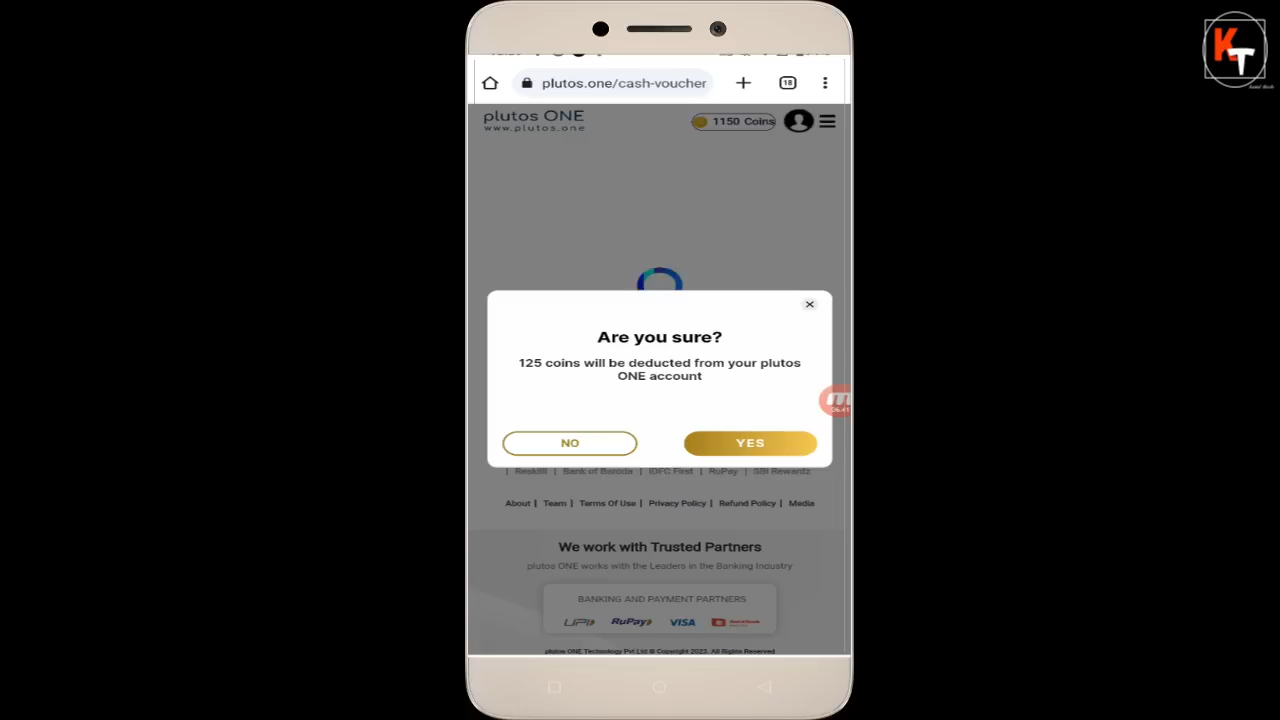 KT
plutos.one/cash-voucher
18
plutos ONE
www.plutos.one
1150 Coins
Are you sure?
125 coins will be deducted from your plutos
ONE account
06:41
NO
YES
| Reskilll | Bank of Baroda | IDFC First | RuPay | SBI Rewardz
About | Team | Terms Of Use | Privacy Policy | Refund Policy | Media
We work with Trusted Partners
plutos ONE works with the Leaders in the Banking Industry
BANKING AND PAYMENT PARTNERS
UPI RuPay VISA
plutos ONE Technology Pvt Ltd © Copyright 2023. All Rights Reserved